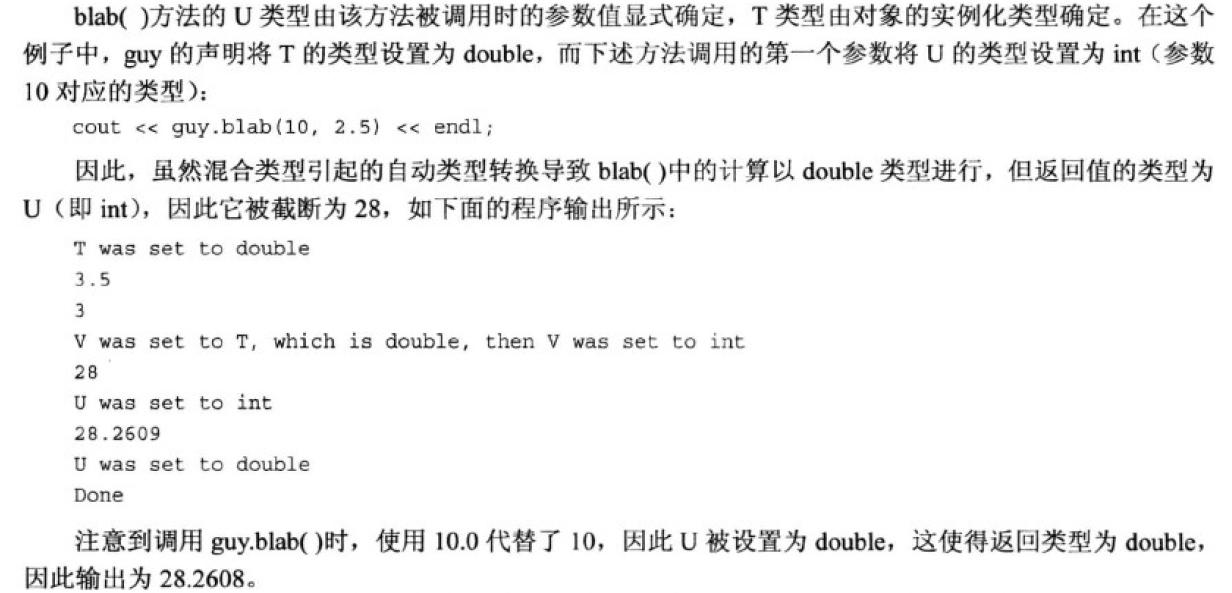 blab( )方法的 U 类型由该方法被调用时的参数值显式确定，T 类型由对象的实例化类型确定。在这个
例子中，guy 的声明将 T 的类型设置为 double，而下述方法调用的第一个参数将 U 的类型设置为 int（参数
10 对应的类型）：
cout << guy.blab(10, 2.5) << endl;
因此，虽然混合类型引起的自动类型转换导致 blab( )中的计算以 double 类型进行，但返回值的类型为
U（即 int），因此它被截断为 28，如下面的程序输出所示：
T was set to double
3.5
3
V was set to T, which is double, then V was set to int
28
U was set to int
28.2609
U was set to double
Done
注意到调用 guy.blab( )时，使用 10.0 代替了 10，因此 U 被设置为 double，这使得返回类型为 double，
因此输出为 28.2608。